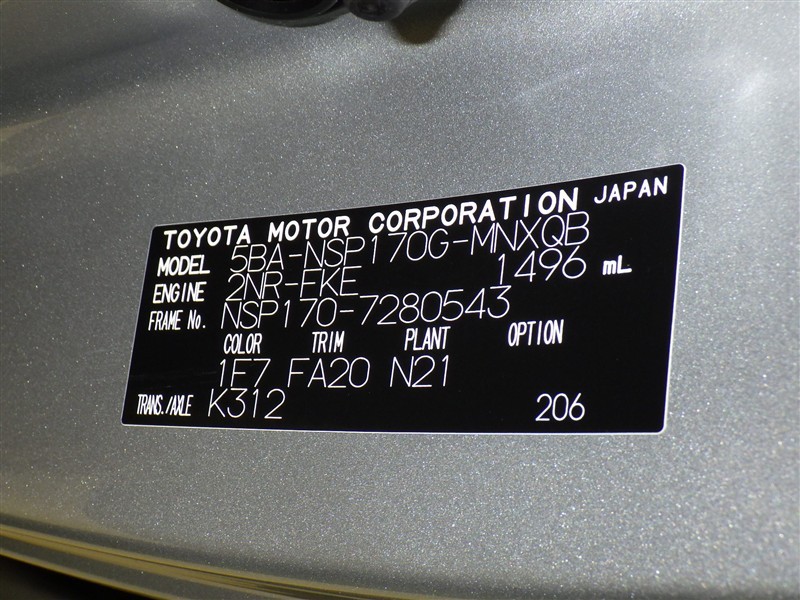 TOYOTA MOTOR CORPORATION JAPAN
MODEL 5BA-NSP170G-MNXQB
ENGINE 2NR-FKE 1496 mL
FRAME No. NSP170-7280543
COLOR TRIM PLANT OPTION
1F7 FA20 N21
TRANS./AXLE K312 206